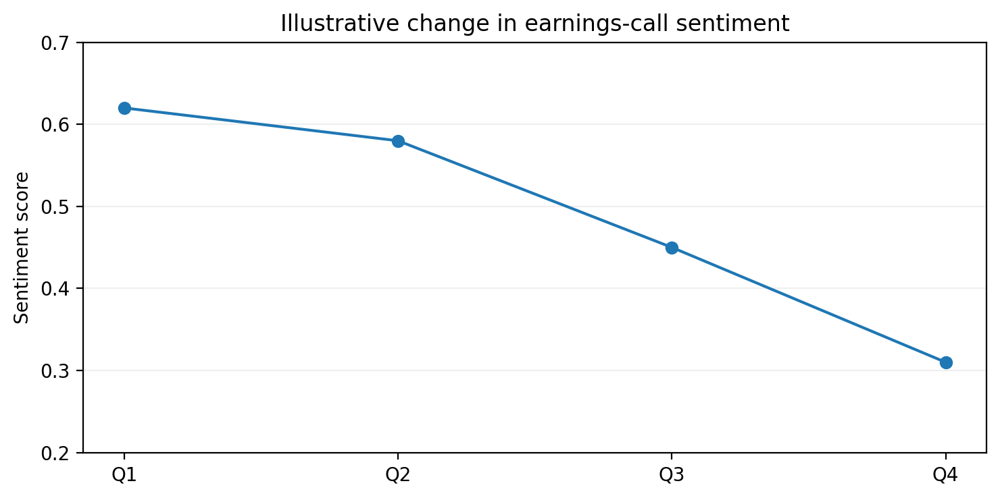 Illustrative change in earnings-call sentiment
Sentiment score
0.7
0.6
0.5
0.4
0.3
0.2
Q1 Q2 Q3 Q4